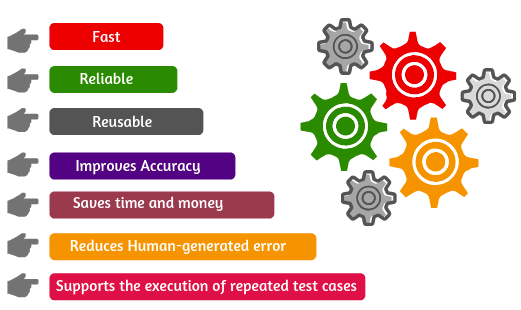 Fast
Reliable
Reusable
Improves Accuracy
Saves time and money
Reduces Human-generated error
Supports the execution of repeated test cases